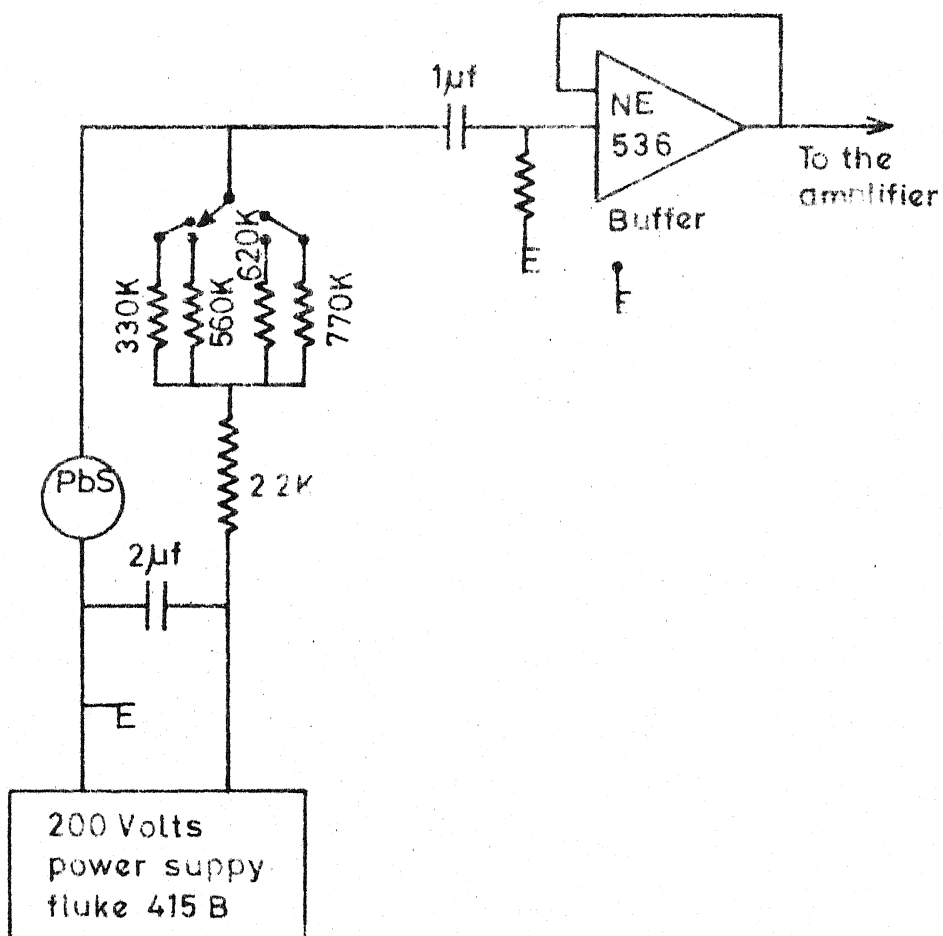 1µf
NE
536
To the
amplifier
Buffer
E
E
620K
330K
560K
770K
PbS
2 2K
2µf
E
200 Volts
power suppy
fluke 415 B